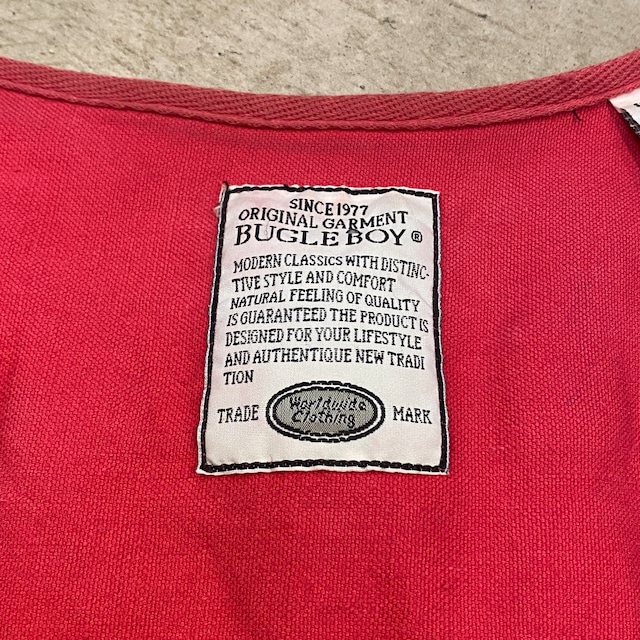 SINCE 1977
ORIGINAL GARMENT
BUGLE BOY ®
MODERN CLASSICS WITH DISTINC-
TIVE STYLE AND COMFORT
NATURAL FEELING OF QUALITY
IS GUARANTEED THE PRODUCT IS
DESIGNED FOR YOUR LIFESTYLE
AND AUTHENTIQUE NEW TRADI
TION
TRADE Worldwide Clothing MARK